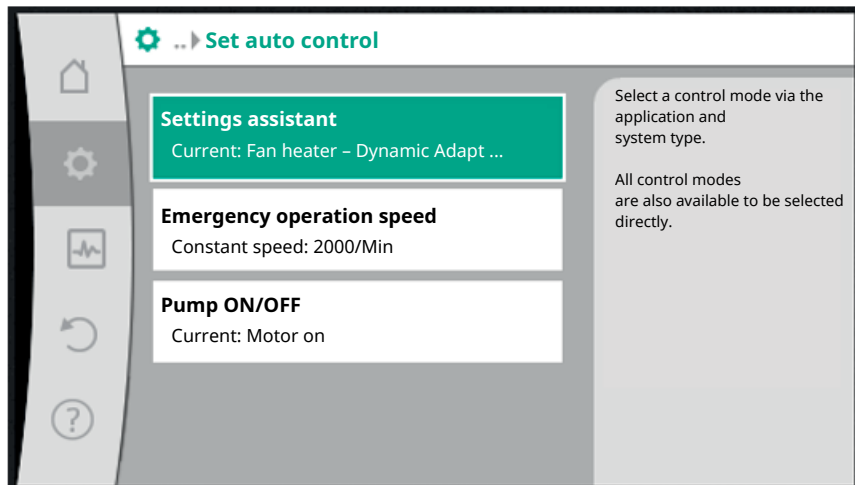 .. Set auto control
Settings assistant
Current: Fan heater – Dynamic Adapt ...
Emergency operation speed
Constant speed: 2000/Min
Pump ON/OFF
Current: Motor on
Select a control mode via the
application and
system type.
All control modes
are also available to be selected
directly.
?